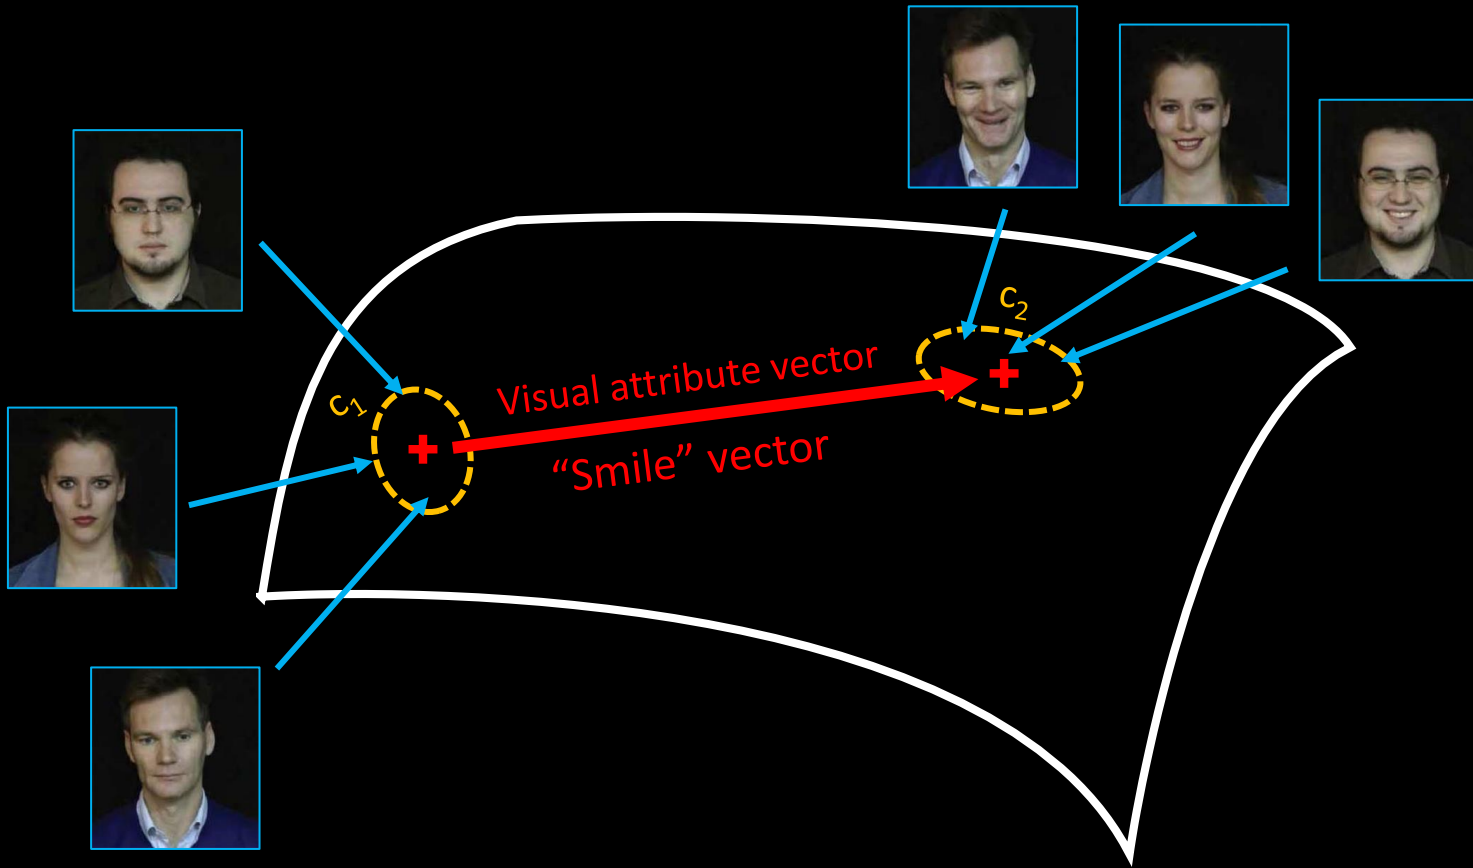 c₂
c₁
Visual attribute vector
“Smile” vector